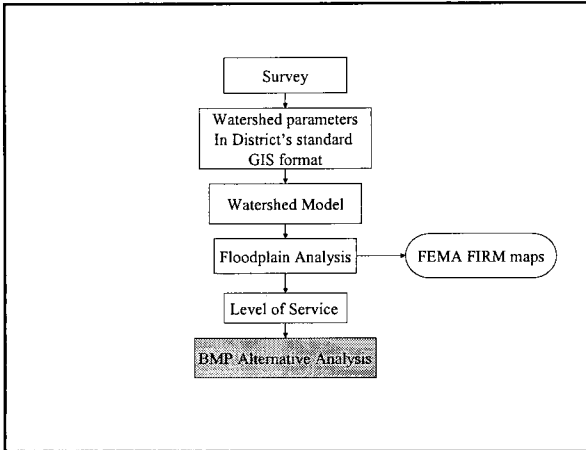 Survey
Watershed parameters
In District's standard
GIS format
Watershed Model
Floodplain Analysis
FEMA FIRM maps
Level of Service
BMP Alternative Analysis